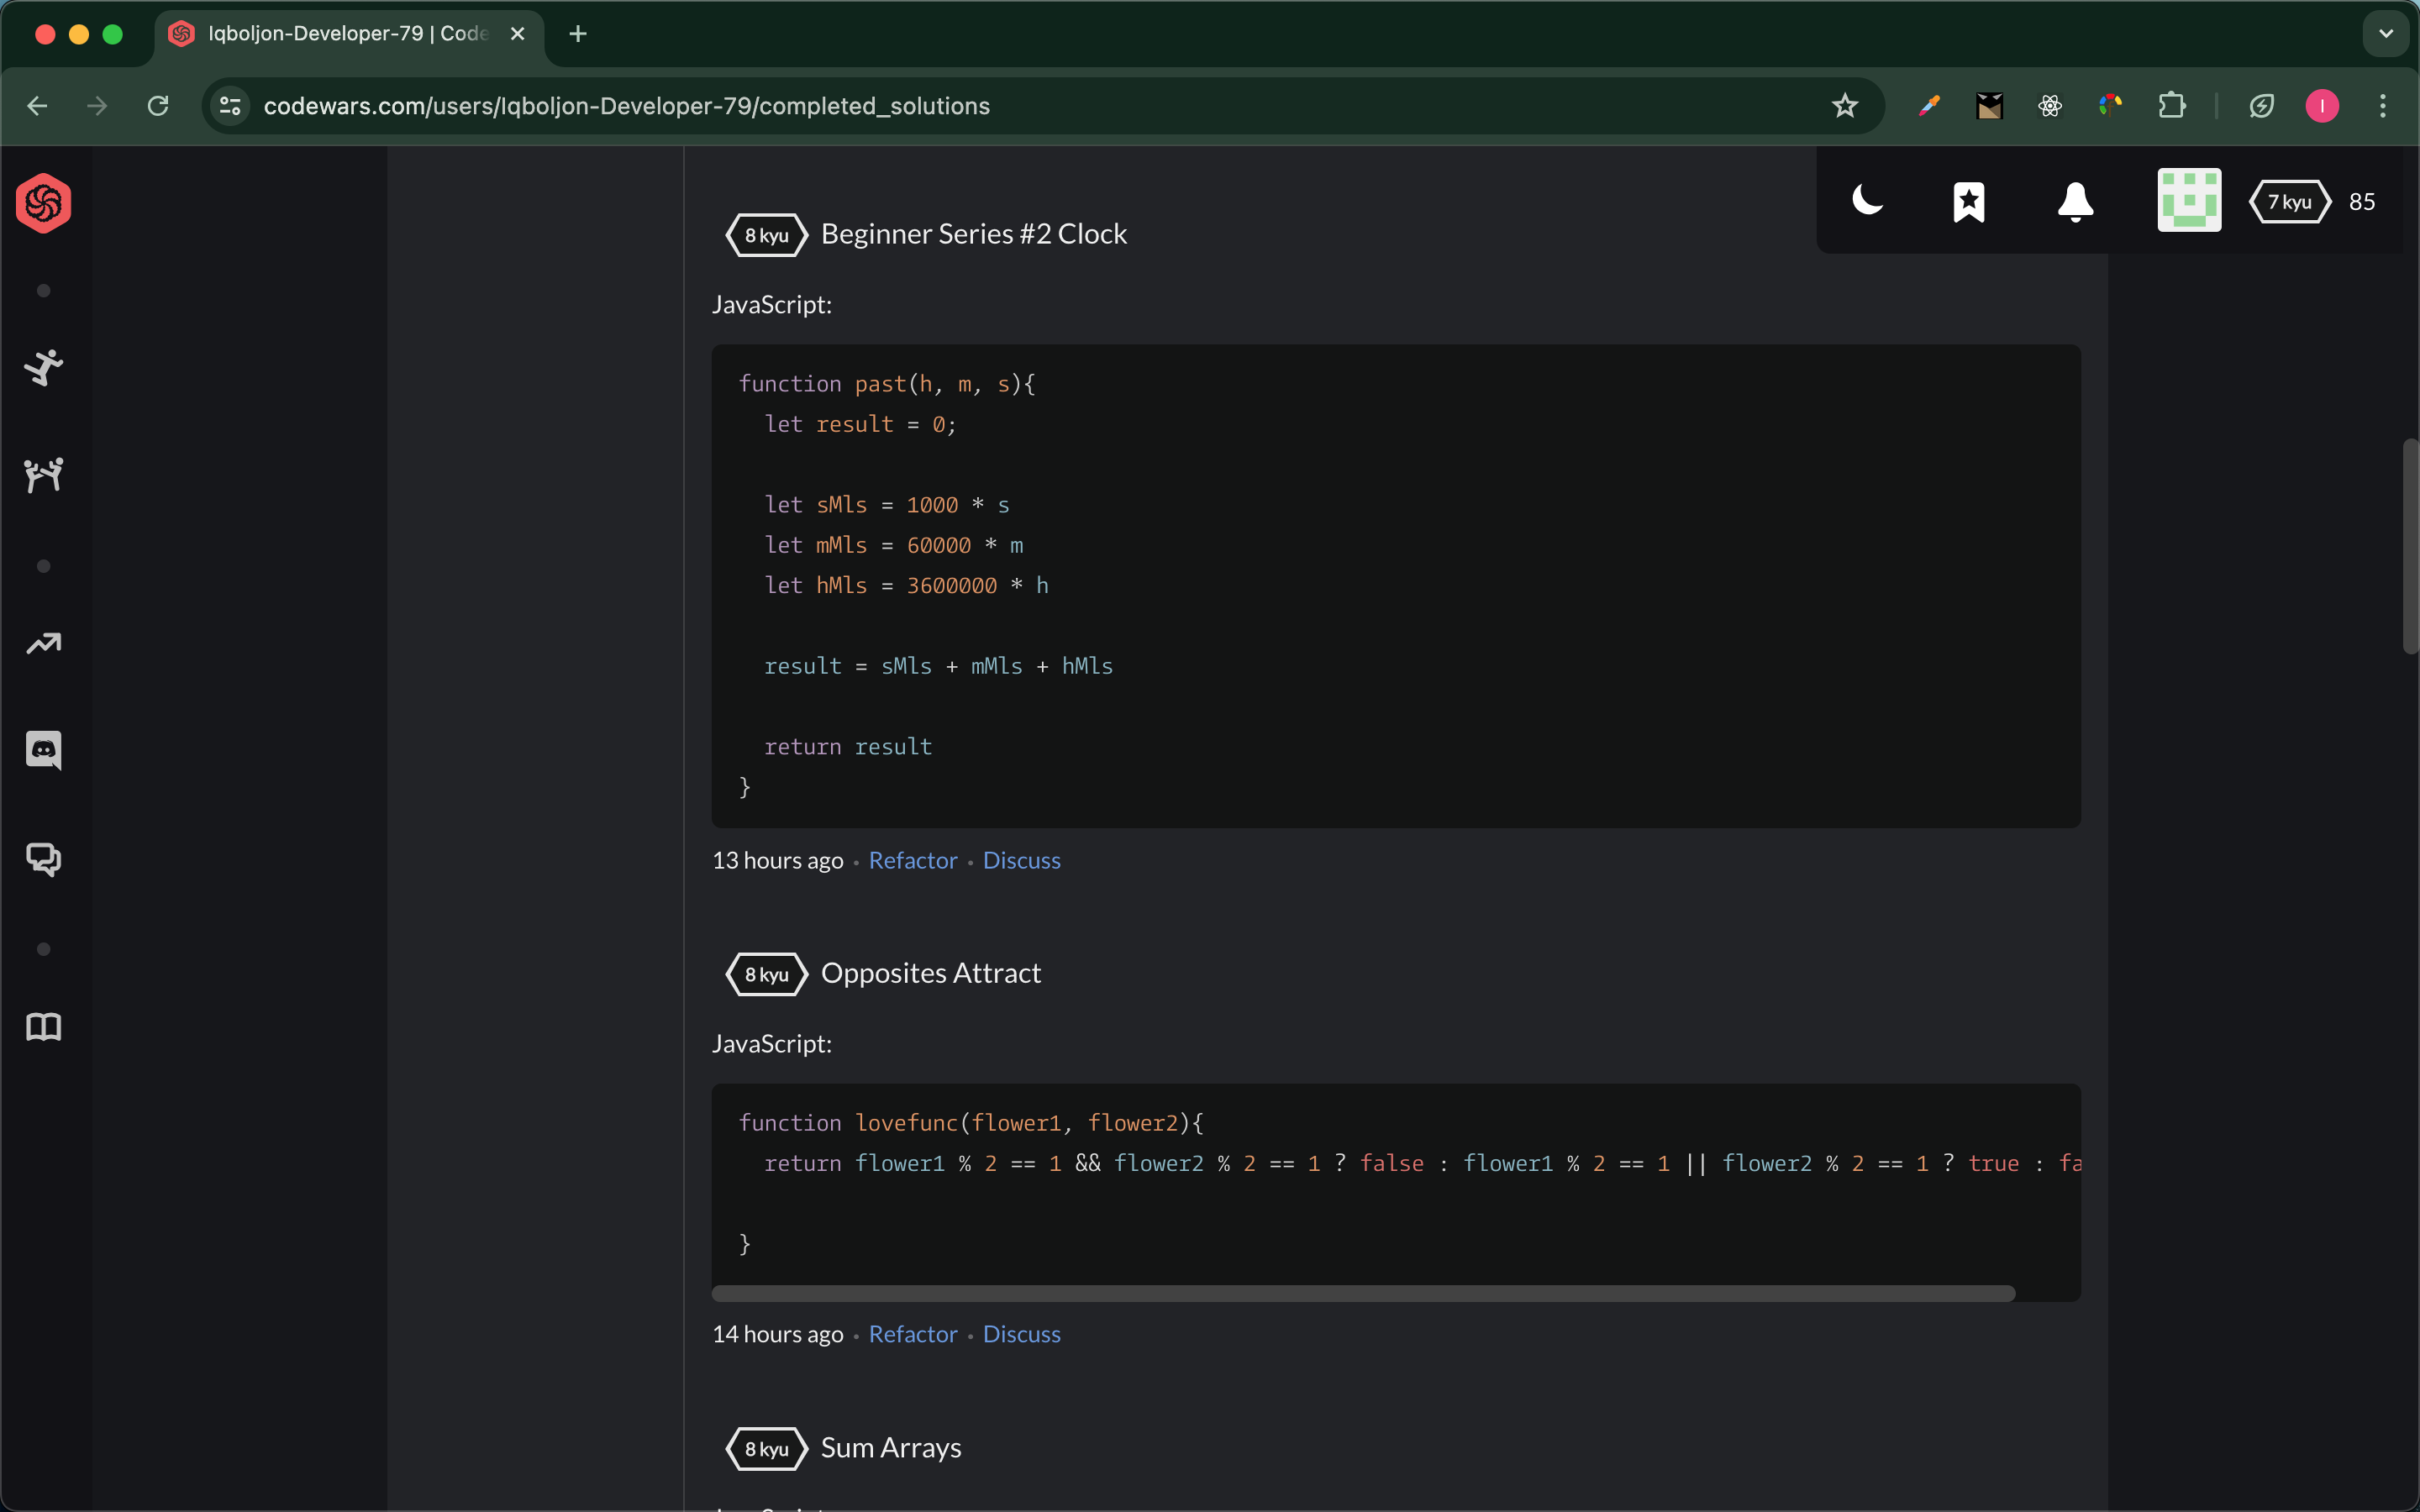 Iqboljon-Developer-79 | Code
codewars.com/users/Iqboljon-Developer-79/completed_solutions
I
7 kyu 85
8 kyu Beginner Series #2 Clock
JavaScript:
function past(h, m, s){
let result = 0;
let sMls = 1000 * s
let mMls = 60000 * m
let hMls = 3600000 * h
result = sMls + mMls + hMls
return result
}
13 hours ago • Refactor • Discuss
8 kyu Opposites Attract
JavaScript:
function lovefunc(flower1, flower2){
return flower1 % 2 == 1 && flower2 % 2 == 1 ? false : flower1 % 2 == 1 || flower2 % 2 == 1 ? true : fa
}
14 hours ago • Refactor • Discuss
8 kyu Sum Arrays